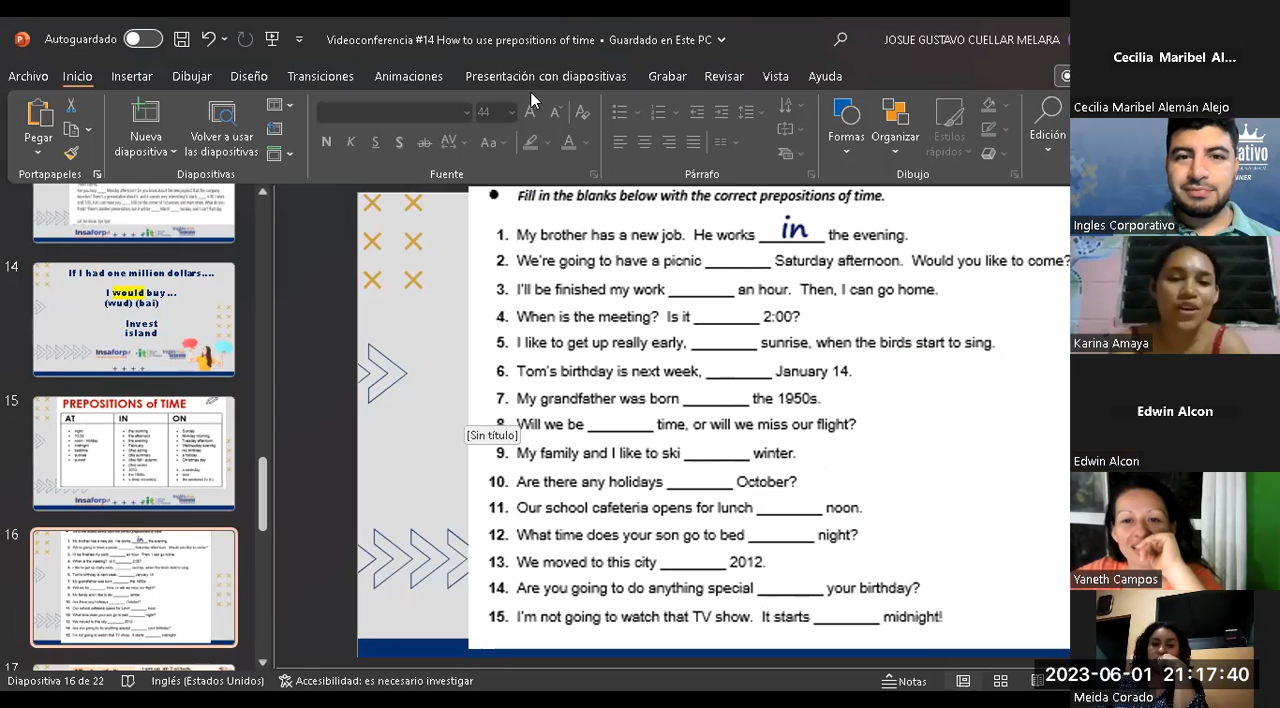 Autoguardado
Videoconferencia #14 How to use prepositions of time • Guardado en Este PC
JOSUE GUSTAVO CUELLAR MELARA
Archivo Inicio Insertar Dibujar Diseño Transiciones Animaciones Presentación con diapositivas Grabar Revisar Vista Ayuda
Pegar
Nueva diapositiva
Volver a usar las diapositivas
44
N K S S ab AV Aa A
Formas Organizar Estilos rápidos Edición
Portapapeles Diapositivas Fuente Párrafo Dibujo
14
If I had one million dollars....
I would buy...
(wud) (bai)
Invest
island
Insaforp
15
PREPOSITIONS of TIME
AT IN ON
Insaforp
16
17
Fill in the blanks below with the correct prepositions of time.
1. My brother has a new job. He works in the evening.
2. We're going to have a picnic ________ Saturday afternoon. Would you like to come?
3. I'll be finished my work ________ an hour. Then, I can go home.
4. When is the meeting? Is it ________ 2:00?
5. I like to get up really early, ________ sunrise, when the birds start to sing.
6. Tom's birthday is next week, ________ January 14.
7. My grandfather was born ________ the 1950s.
8. Will we be ________ time, or will we miss our flight?
[Sin título]
9. My family and I like to ski ________ winter.
10. Are there any holidays ________ October?
11. Our school cafeteria opens for lunch ________ noon.
12. What time does your son go to bed ________ night?
13. We moved to this city ________ 2012.
14. Are you going to do anything special ________ your birthday?
15. I'm not going to watch that TV show. It starts ________ midnight!
Diapositiva 16 de 22
Inglés (Estados Unidos)
Accesibilidad: es necesario investigar
Notas
Cecilia Maribel Al...
Cecilia Maribel Alemán Alejo
Ingles Corporativo
Karina Amaya
Edwin Alcon
Edwin Alcon
Yaneth Campos
2023-06-01 21:17:40
Meida Corado